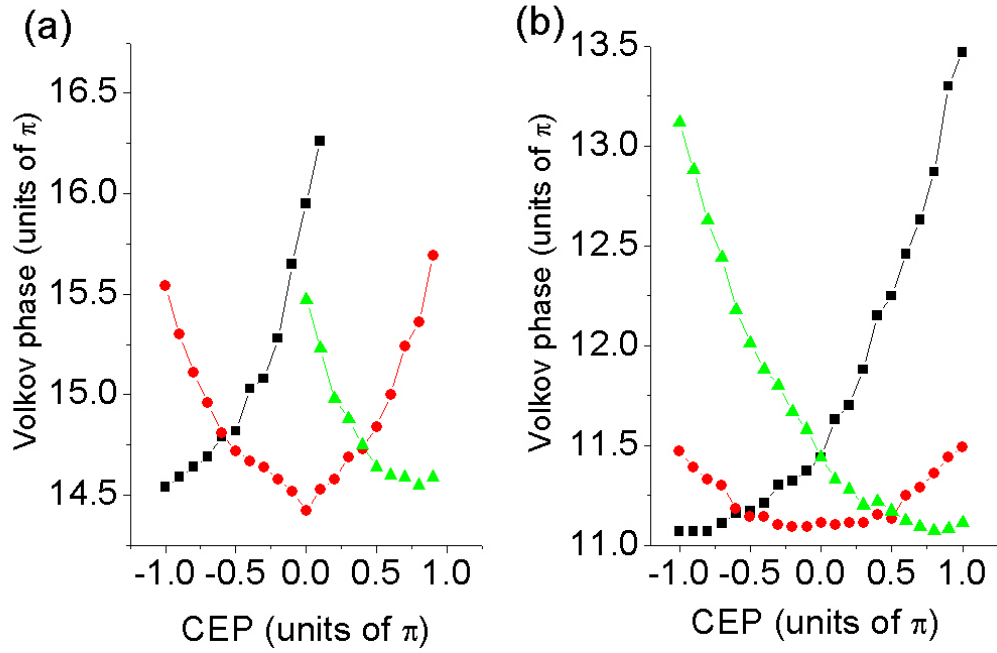 (a)
Volkov phase (units of π)
16.5
16.0
15.5
15.0
14.5
-1.0 -0.5 0.0 0.5 1.0
CEP (units of π)
(b)
Volkov phase (units of π)
13.5
13.0
12.5
12.0
11.5
11.0
-1.0 -0.5 0.0 0.5 1.0
CEP (units of π)